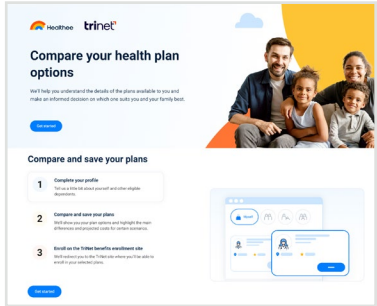 Healthee trinet
Compare your health plan
options
We'll help you understand the details of the plans available to you and
make an informed decision on which one suits you and your family best.
Get started
Compare and save your plans
1 Complete your profile
Tell us a little bit about yourself and other eligible
dependents.
2 Compare and save your plans
We'll show you your plan options and highlight the main
differences and projected costs for certain scenarios.
3 Enroll on the TriNet benefits enrollment site
We'll redirect you to the TriNet site where you'll be able to
enroll in your selected plans.
Get started